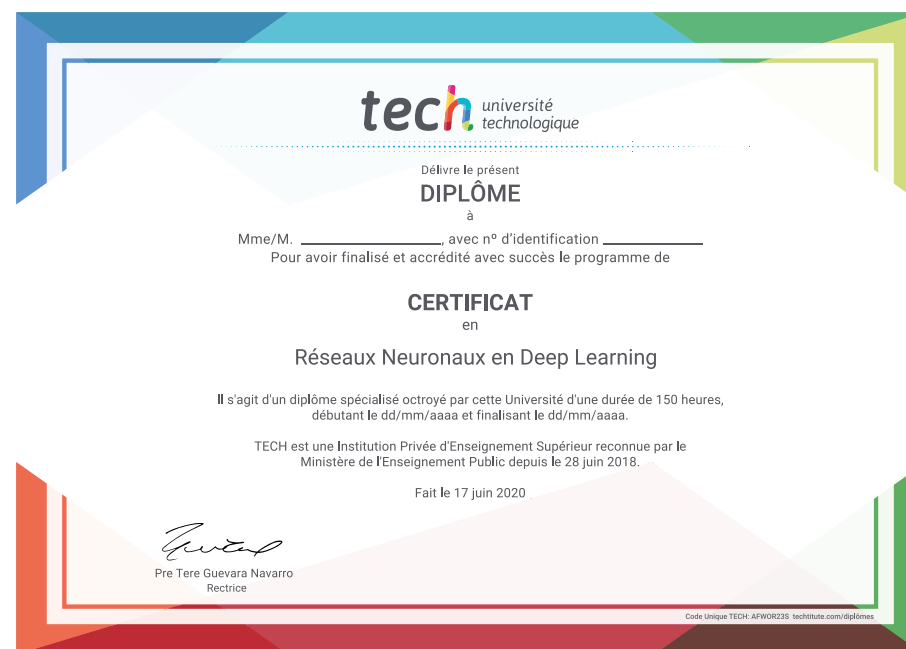 tech université
technologique
Délivre le présent
DIPLÔME
à
Mme/M. ____________________, avec nº d'identification ______________
Pour avoir finalisé et accrédité avec succès le programme de
CERTIFICAT
en
Réseaux Neuronaux en Deep Learning
Il s'agit d'un diplôme spécialisé octroyé par cette Université d'une durée de 150 heures,
débutant le dd/mm/aaaa et finalisant le dd/mm/aaaa.
TECH est une Institution Privée d'Enseignement Supérieur reconnue par le
Ministère de l'Enseignement Public depuis le 28 juin 2018.
Fait le 17 juin 2020
Pre Tere Guevara Navarro
Rectrice
Code Unique TECH: AFWOR23S techtitute.com/diplômes